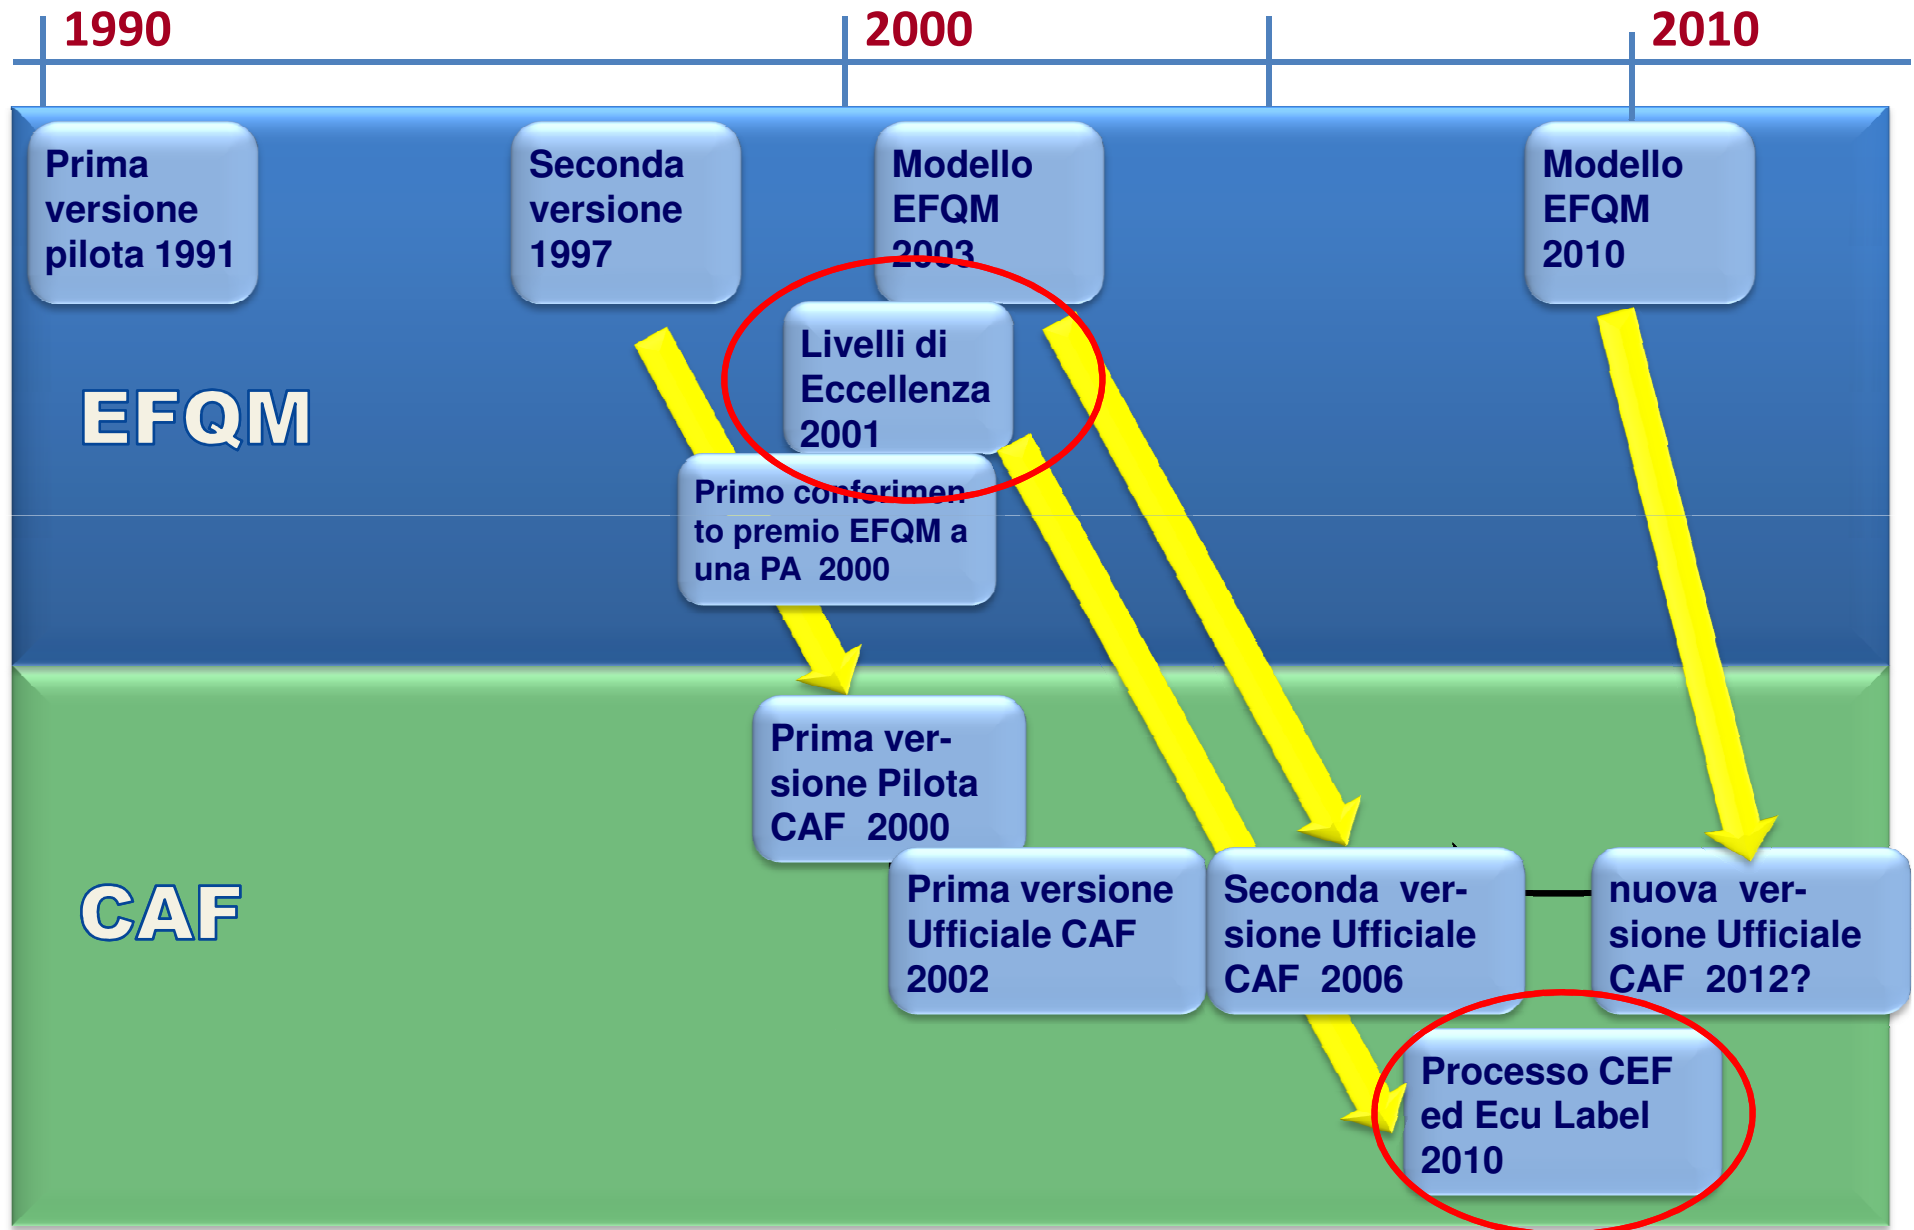 1990
2000
2010
Prima
versione
pilota 1991
Seconda
versione
1997
Modello
EFQM
2003
Modello
EFQM
2010
Livelli di
Eccellenza
2001
EFQM
Primo conferimen
to premio EFQM a
una PA 2000
Prima ver-
sione Pilota
CAF 2000
CAF
Prima versione
Ufficiale CAF
2002
Seconda ver-
sione Ufficiale
CAF 2006
nuova ver-
sione Ufficiale
CAF 2012?
Processo CEF
ed Ecu Label
2010